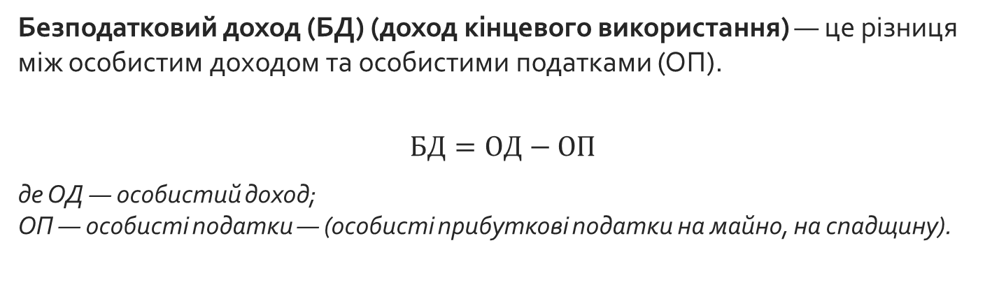 Безподатковий доход (БД) (доход кінцевого використання) — це різниця
між особистим доходом та особистими податками (ОП).
БД = ОД − ОП
де ОД — особистий доход;
ОП — особисті податки — (особисті прибуткові податки на майно, на спадщину).